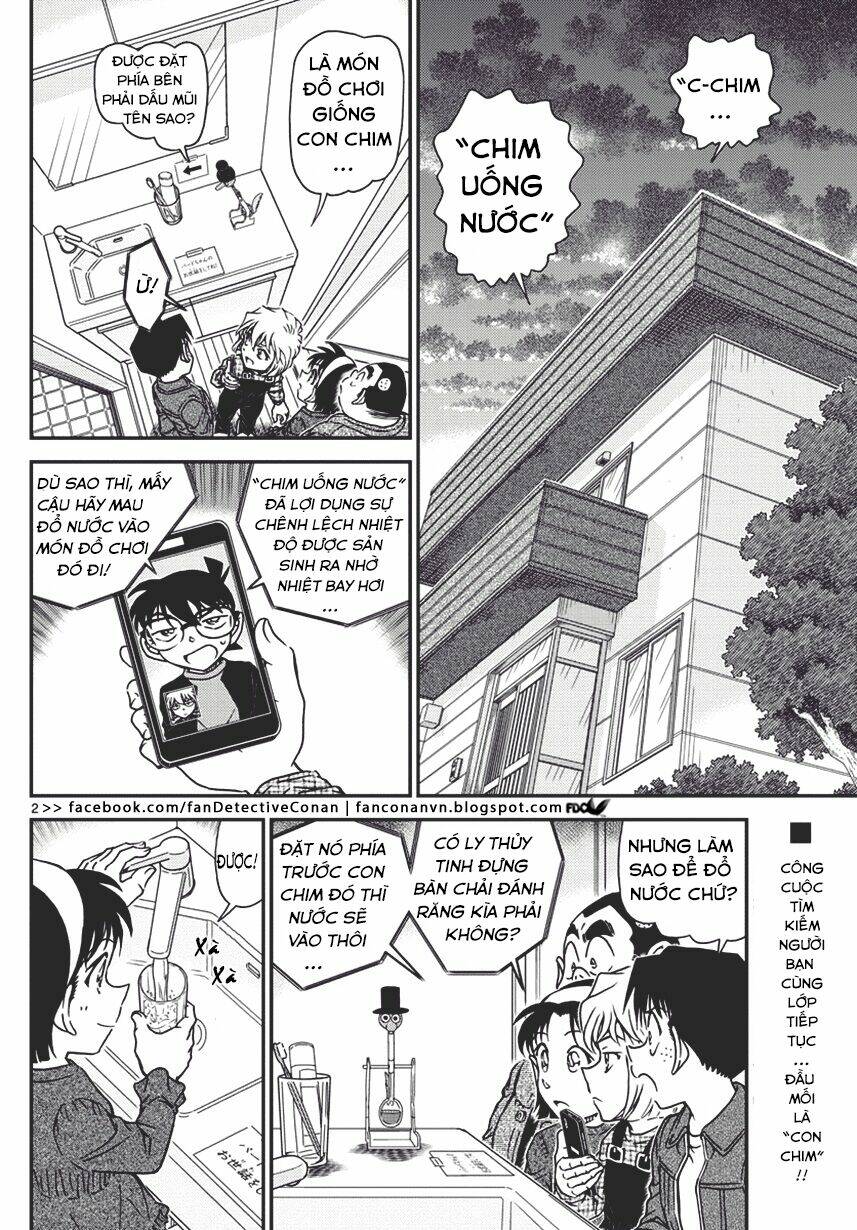 "C-CHIM
...
"CHIM
UỐNG
NƯỚC"
LÀ MÓN
ĐỒ CHƠI
GIỐNG
CON CHIM
...
ĐƯỢC ĐẶT
PHÍA BÊN
PHẢI DẤU MŨI
TÊN SAO?
Ừ!
"CHIM UỐNG NƯỚC"
ĐÃ LỢI DỤNG SỰ
CHÊNH LỆCH NHIỆT
ĐỘ ĐƯỢC SẢN
SINH RA NHỜ
NHIỆT BAY HƠI
...
DÙ SAO THÌ, MẤY
CẬU HÃY MAU
ĐỔ NƯỚC VÀO
MÓN ĐỒ CHƠI
ĐÓ ĐI!
2 >> facebook.com/fanDetectiveConan | fanconanvn.blogspot.com FDC
CÔNG
CUỘC
TÌM
KIẾM
NGƯỜI
BẠN
CÙNG
LỚP
TIẾP
TỤC
...
ĐẦU
MỐI
LÀ
"CON
CHIM"
!!
NHƯNG LÀM
SAO ĐỂ ĐỔ
NƯỚC CHỨ?
CÓ LY THỦY
TINH ĐỰNG
BÀN CHẢI ĐÁNH
RĂNG KÌA PHẢI
KHÔNG?
ĐẶT NÓ PHÍA
TRƯỚC CON
CHIM ĐÓ THÌ
NƯỚC SẼ
VÀO THÔI
...
ĐƯỢC!
Xà
Xà